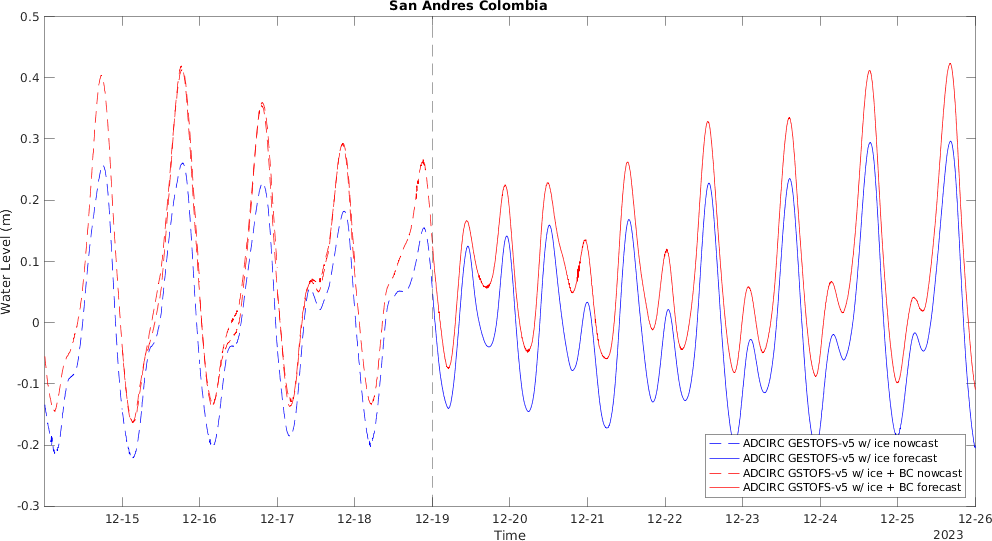 San Andres Colombia
0.5
0.4
0.3
0.2
0.1
0
-0.1
-0.2
-0.3
Water Level (m)
ADCIRC GESTOFS-v5 w/ ice nowcast
ADCIRC GESTOFS-v5 w/ ice forecast
ADCIRC GSTOFS-v5 w/ ice + BC nowcast
ADCIRC GSTOFS-v5 w/ ice + BC forecast
12-15 12-16 12-17 12-18 12-19 12-20 12-21 12-22 12-23 12-24 12-25 12-26
Time
2023